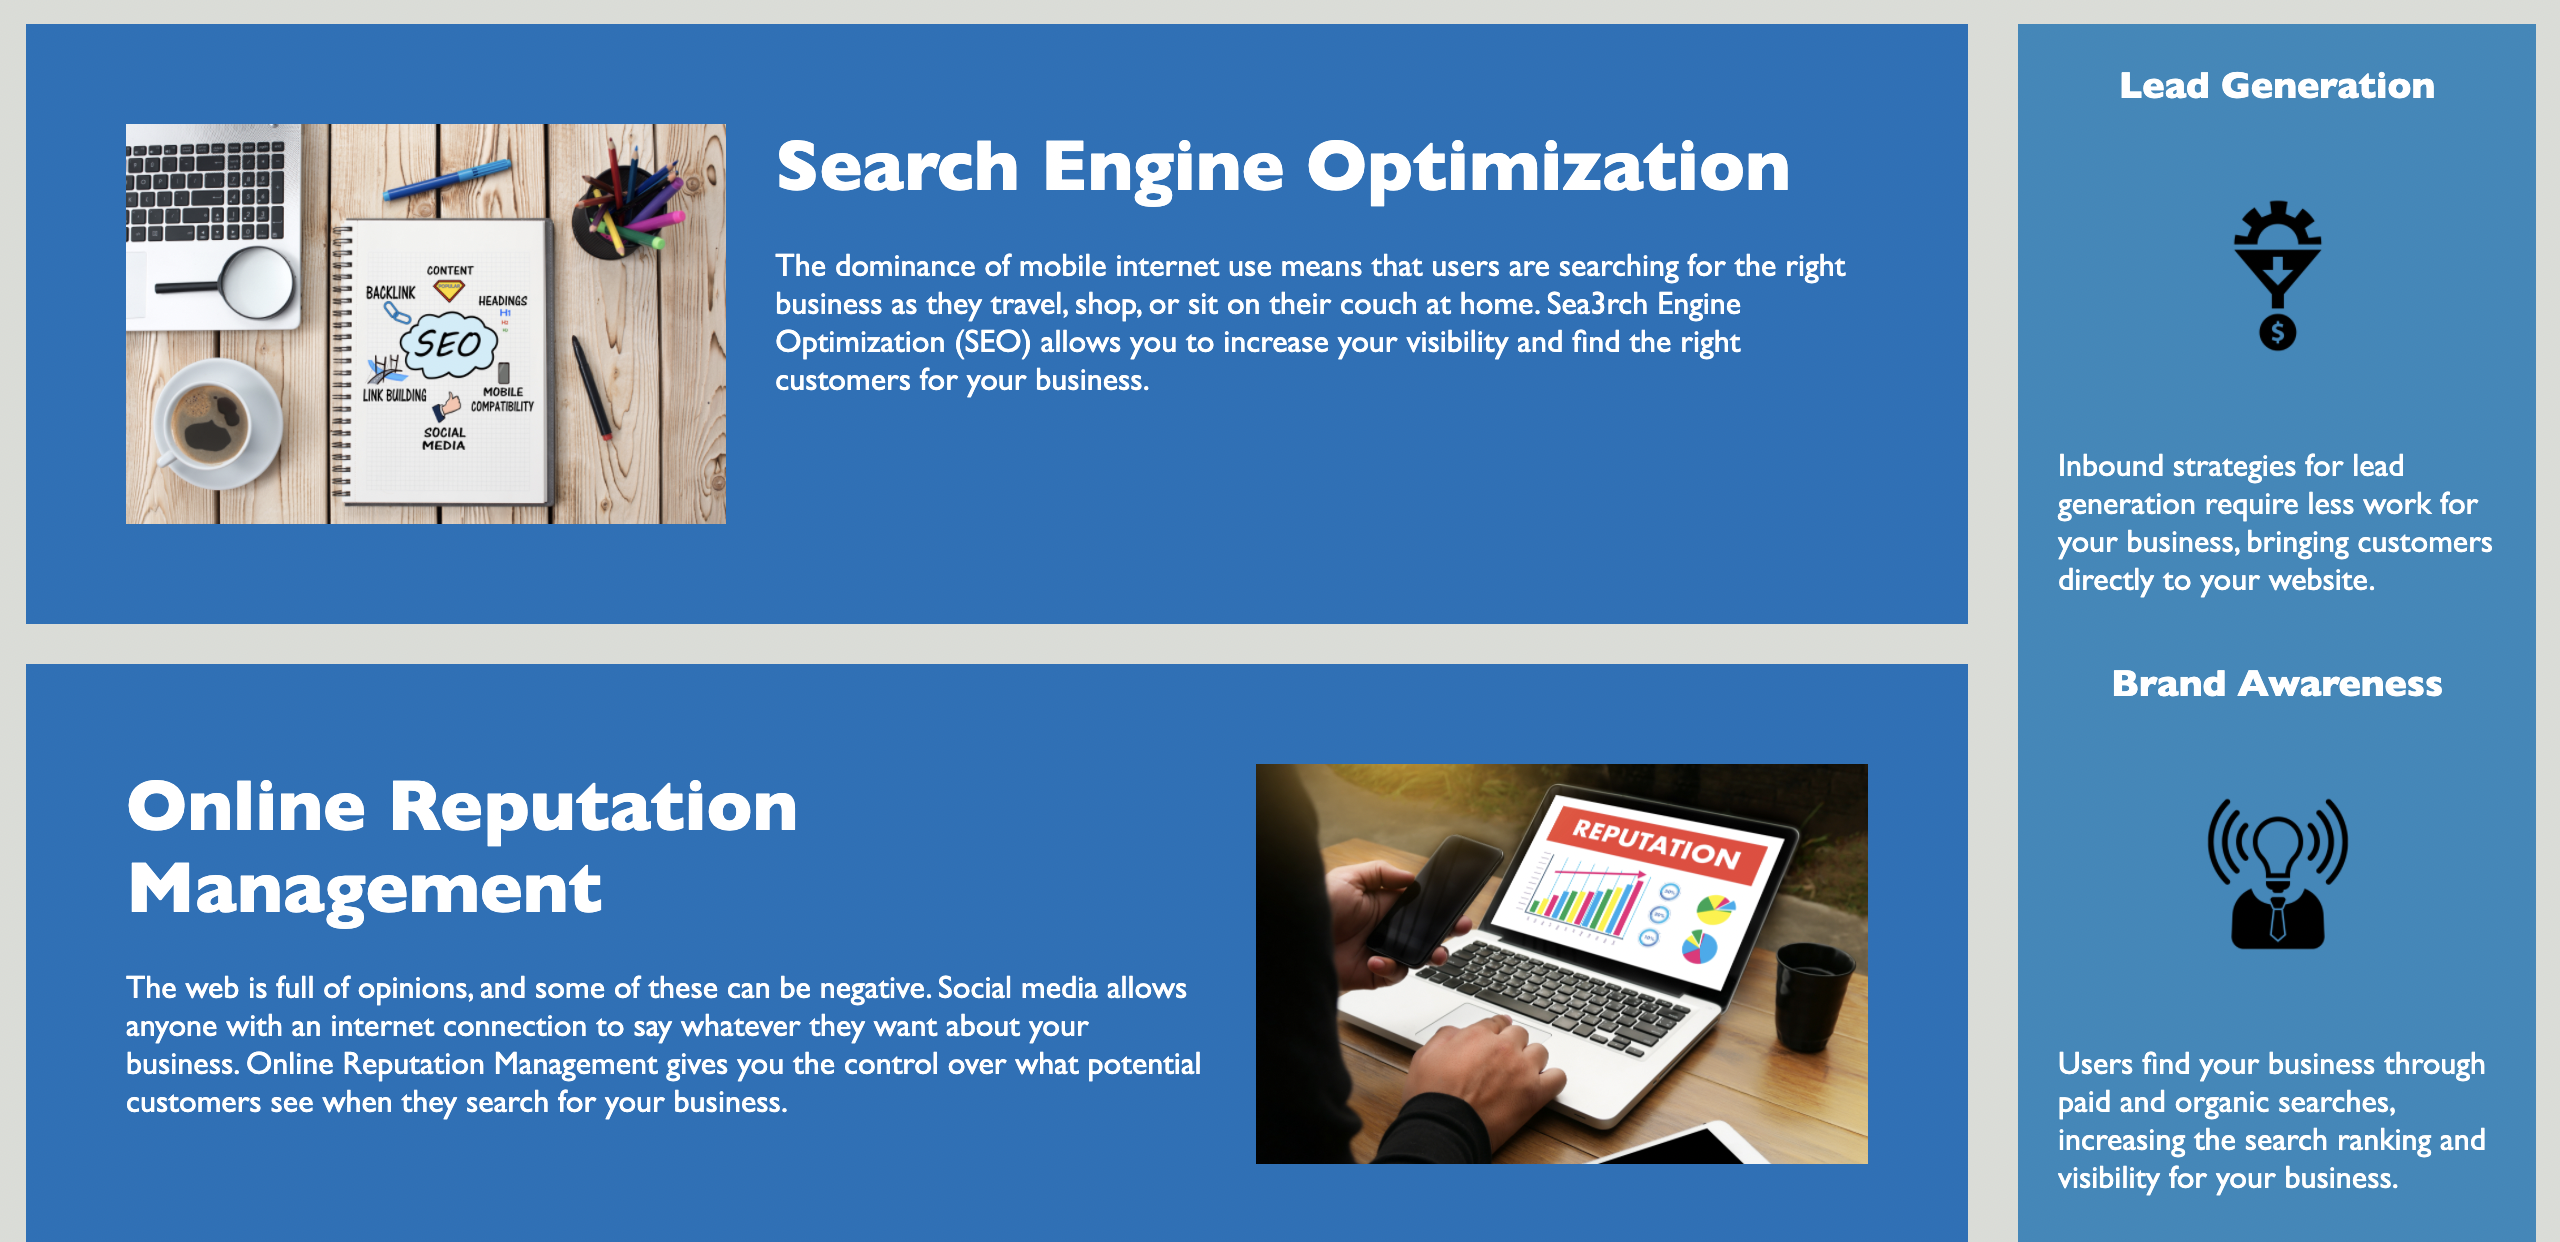 Search Engine Optimization
The dominance of mobile internet use means that users are searching for the right
business as they travel, shop, or sit on their couch at home. Sea3rch Engine
Optimization (SEO) allows you to increase your visibility and find the right
customers for your business.
CONTENT
POPULAR
BACKLINK
HEADINGS
H1
H2
SEO
LINK BUILDING
MOBILE
COMPATIBILITY
SOCIAL
MEDIA
Online Reputation
Management
The web is full of opinions, and some of these can be negative. Social media allows
anyone with an internet connection to say whatever they want about your
business. Online Reputation Management gives you the control over what potential
customers see when they search for your business.
REPUTATION
Lead Generation
$
Inbound strategies for lead
generation require less work for
your business, bringing customers
directly to your website.
Brand Awareness
Users find your business through
paid and organic searches,
increasing the search ranking and
visibility for your business.